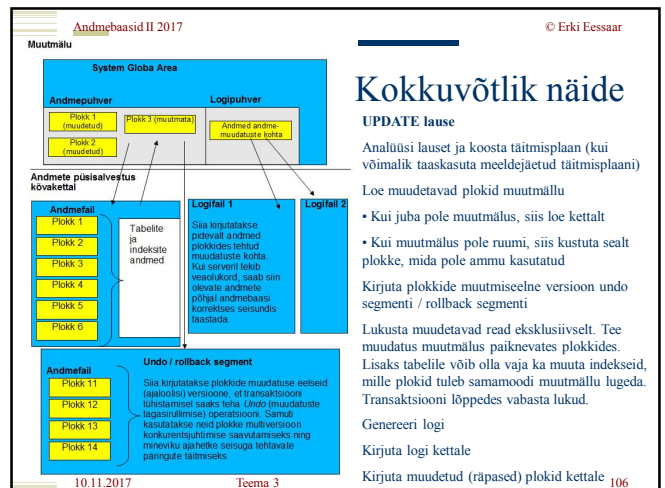 Andmebaasid II 2017
© Erki Eessaar
Muutmälu
System Globa Area
Andmepuhver
Logipuhver
Plokk 1
(muudetud)
Plokk 3 (muutmata)
Plokk 2
(muudetud)
Andmed andme-
muudatuste kohta
Andmete püsisalvestus
kõvakettal
Andmefail
Plokk 1
Plokk 2
Plokk 3
Plokk 4
Plokk 5
Plokk 6
Tabelite
ja
indeksite
andmed
Logifail 1
Siia kirjutatakse
pidevalt andmed
plokkides tehtud
muudatuste kohta.
Kui serveril tekib
veaolukord, saab siin
olevate andmete
põhjal andmebaasi
korrektses seisundis
taastada.
Logifail 2
Undo / rollback segment
Andmefail
Plokk 11
Plokk 12
Plokk 13
Plokk 14
Siia kirjutatakse plokkide muudatuse eelseid
(ajaloolisi) versioone, et transaktsiooni
tühistamisel saaks teha Undo (muudatuste
tagasirullimise) operatsiooni. Samuti
kasutatakse neid plokke multiversioon
konkurentsjuhtimise saavutamiseks ning
mineviku ajahetke seisuga tehtavate
päringute täitmiseks.
Kokkuvõtlik näide
UPDATE lause
Analüüsi lauset ja koosta täitmisplaan (kui
võimalik taaskasuta meeldejäetud täitmisplaani)
Loe muudetavad plokid muutmällu
• Kui juba pole muutmälus, siis loe kettalt
• Kui muutmälus pole ruumi, siis kustuta sealt
plokke, mida pole ammu kasutatud
Kirjuta plokkide muutmiseelne version undo
segmenti / rollback segmenti
Lukusta muudetavad read eksklusiivselt. Tee
muudatus muutmälus paiknevates plokkides.
Lisaks tabelile võib olla vaja ka muuta indekseid,
mille plokid tuleb samamoodi muutmällu lugeda.
Transaktsiooni lõppedes vabasta lukud.
Genereeri logi
Kirjuta logi kettale
Kirjuta muudetud (räpased) plokid kettale
10.11.2017
Teema 3
106